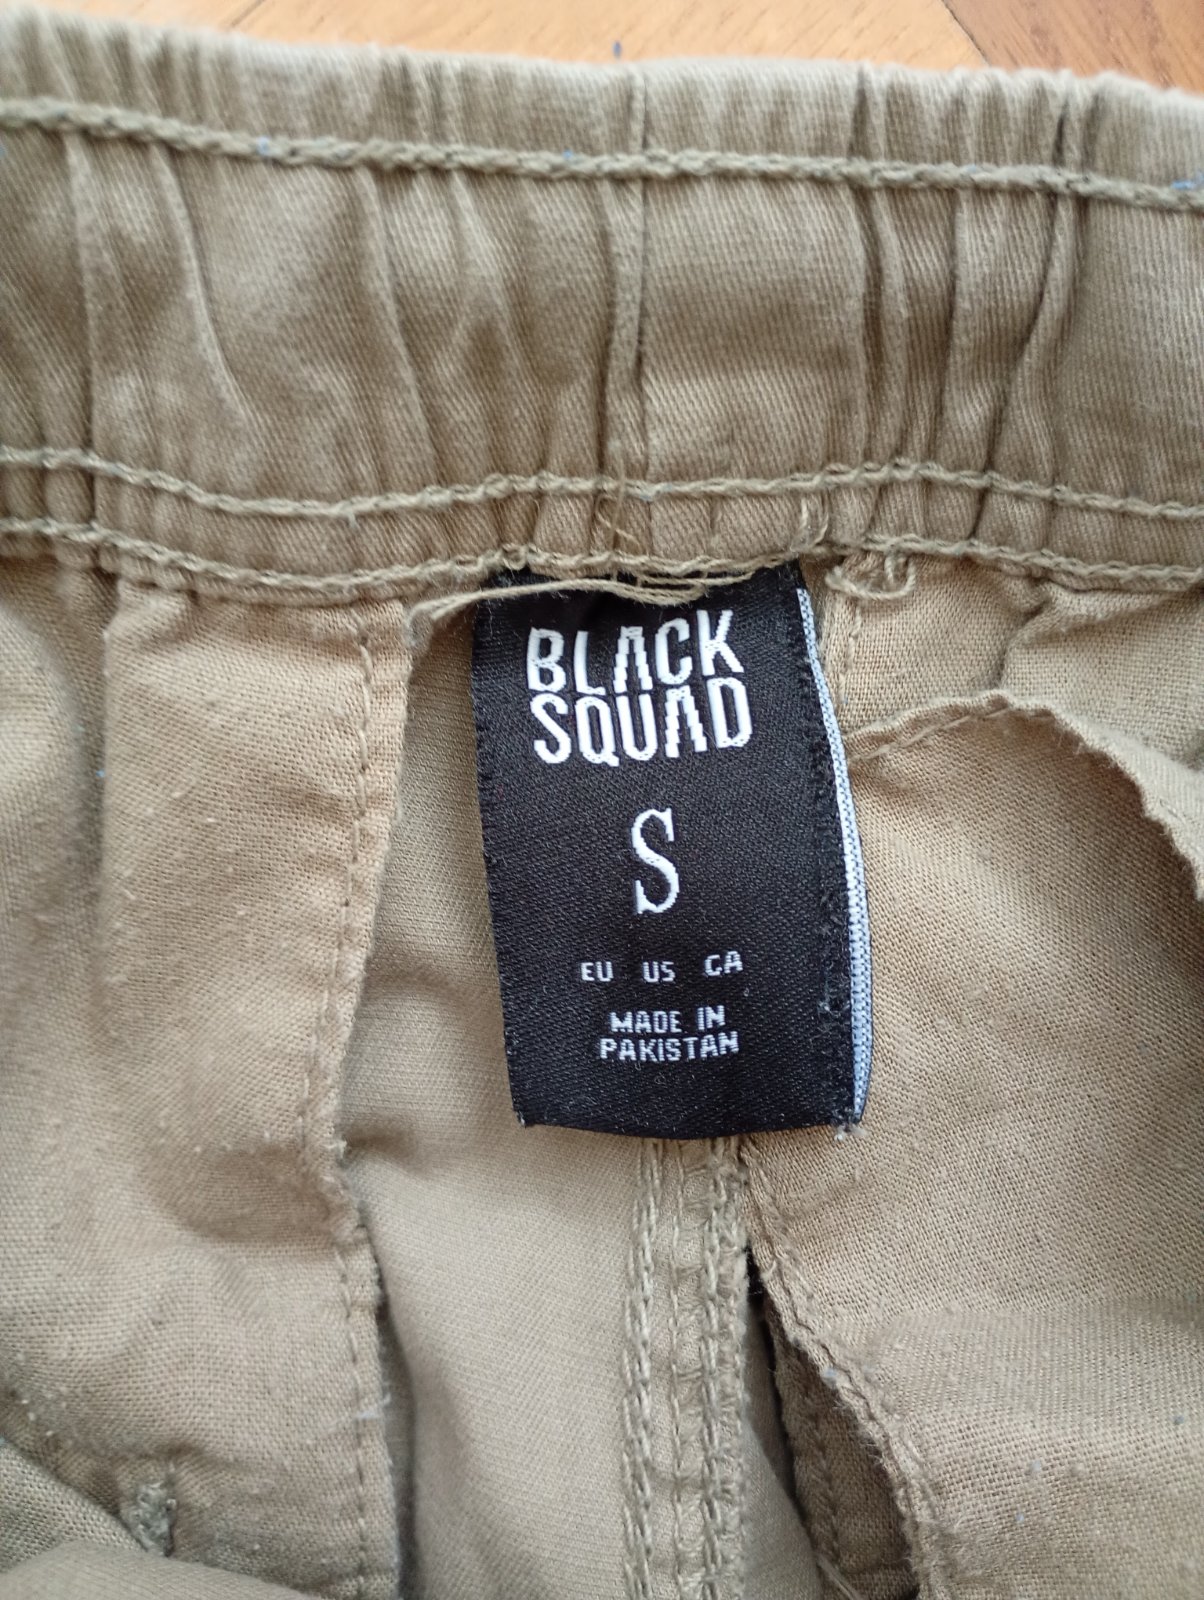 BLACK
SQUAD
S
EU US CA
MADE IN
PAKISTAN